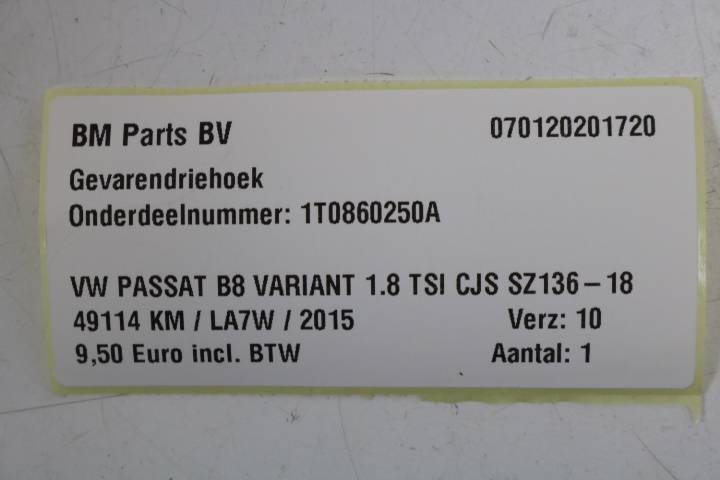 BM Parts BV 070120201720
Gevarendriehoek
Onderdeelnummer: 1T0860250A
VW PASSAT B8 VARIANT 1.8 TSI CJS SZ136-18
49114 KM / LA7W / 2015 Verz: 10
9,50 Euro incl. BTW Aantal: 1